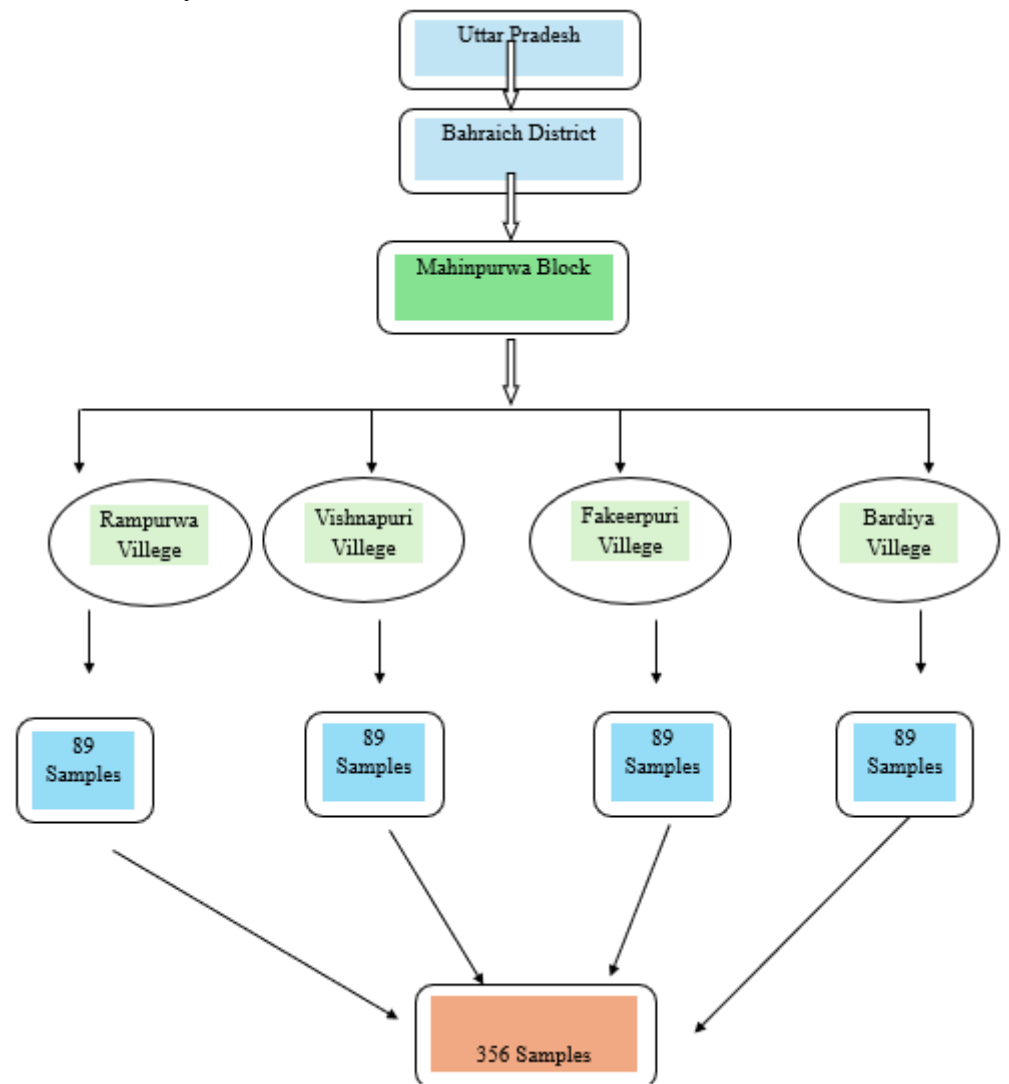 Uttar Pradesh
Bahraich District
Mahinpurwa Block
Rampurwa
Villege
Vishnapuri
Villege
Fakeerpuri
Villege
Bardiya
Villege
89
Samples
89
Samples
89
Samples
89
Samples
356 Samples